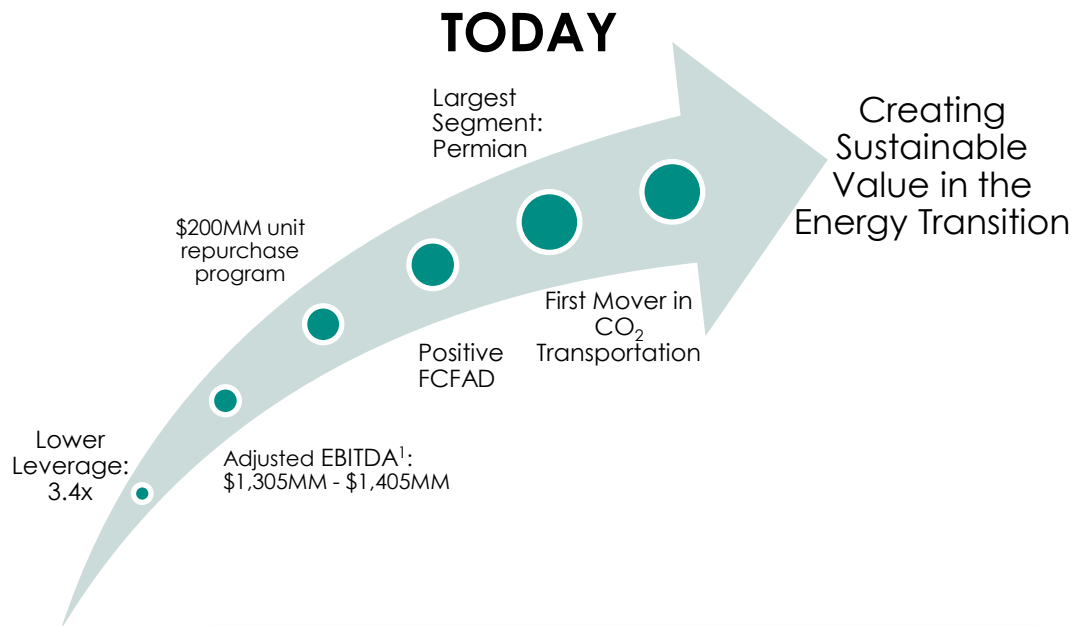 TODAY
Largest
Segment:
Permian
Creating
Sustainable
Value in the
Energy Transition
$200MM unit
repurchase
program
First Mover in
CO₂
Transportation
Positive
FCFAD
Lower
Leverage:
3.4x
Adjusted EBITDA¹:
$1,305MM - $1,405MM